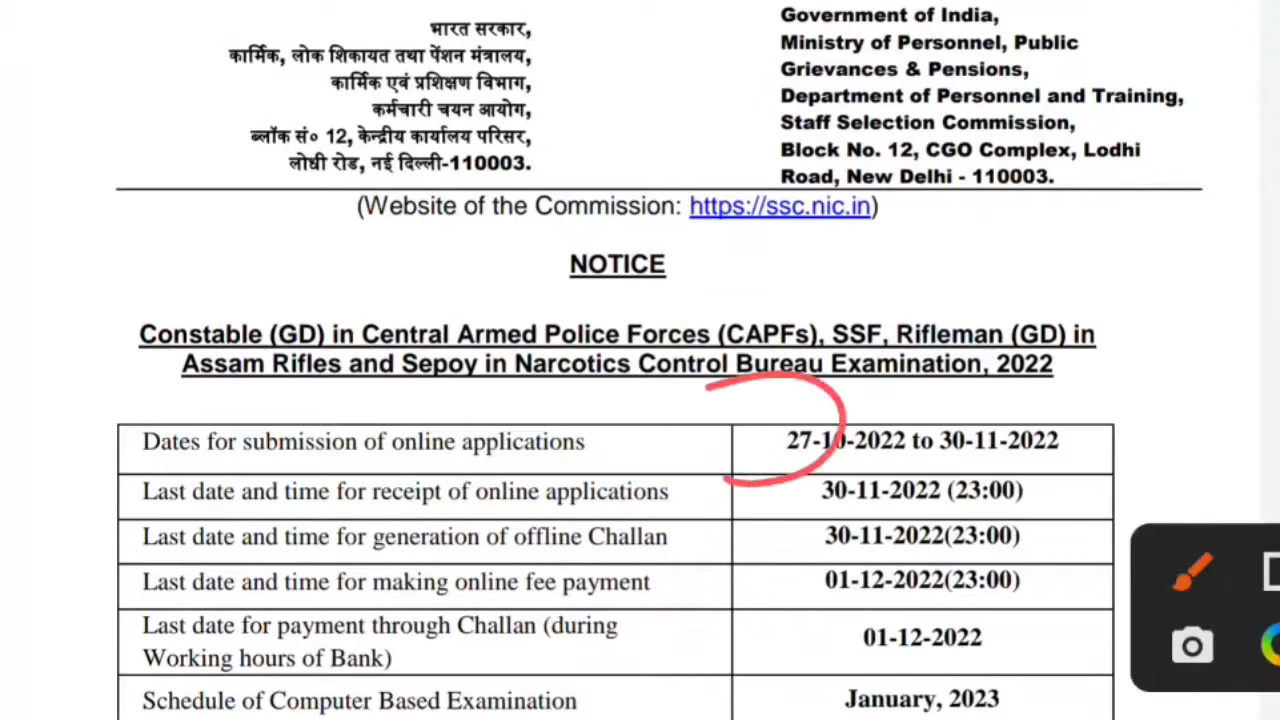 भारत सरकार,
कार्मिक, लोक शिकायत तथा पेंशन मंत्रालय,
कार्मिक एवं प्रशिक्षण विभाग,
कर्मचारी चयन आयोग,
ब्लॉक सं० 12, केन्द्रीय कार्यालय परिसर,
लोधी रोड, नई दिल्ली-110003.
Government of India,
Ministry of Personnel, Public
Grievances & Pensions,
Department of Personnel and Training,
Staff Selection Commission,
Block No. 12, CGO Complex, Lodhi
Road, New Delhi - 110003.
(Website of the Commission: https://ssc.nic.in)
NOTICE
Constable (GD) in Central Armed Police Forces (CAPFs), SSF, Rifleman (GD) in
Assam Rifles and Sepoy in Narcotics Control Bureau Examination, 2022
Dates for submission of online applications 27-10-2022 to 30-11-2022
Last date and time for receipt of online applications 30-11-2022 (23:00)
Last date and time for generation of offline Challan 30-11-2022(23:00)
Last date and time for making online fee payment 01-12-2022(23:00)
Last date for payment through Challan (during
Working hours of Bank) 01-12-2022
Schedule of Computer Based Examination January, 2023